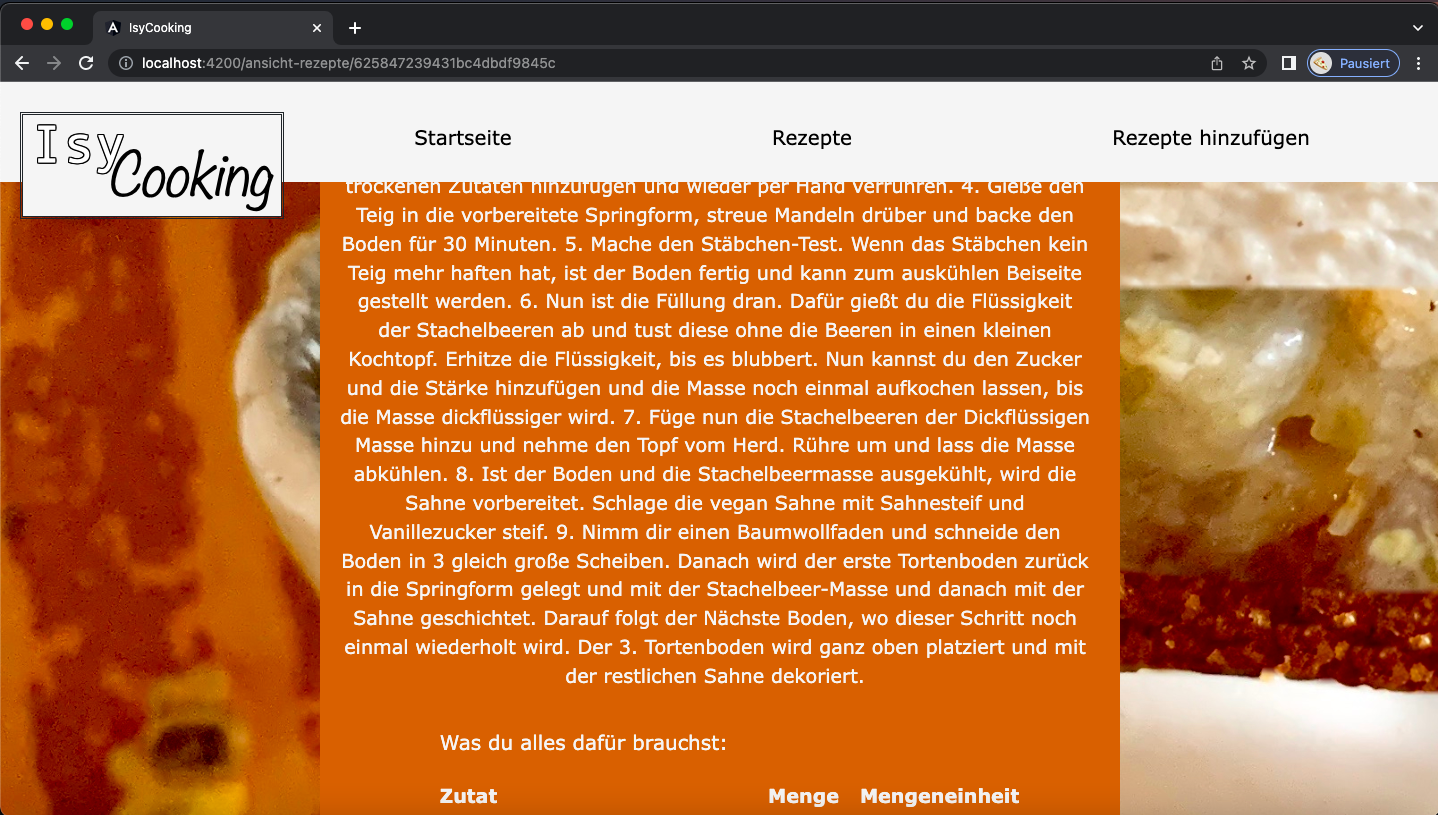 IsyCooking
localhost:4200/ansicht-rezepte/625847239431bc4dbdf9845c
Pausiert
Isy
Cooking
Startseite
Rezepte
Rezepte hinzufügen
trockenen Zutaten hinzufügen und wieder per Hand verrühren. 4. Gieße den
Teig in die vorbereitete Springform, streue Mandeln drüber und backe den
Boden für 30 Minuten. 5. Mache den Stäbchen-Test. Wenn das Stäbchen kein
Teig mehr haften hat, ist der Boden fertig und kann zum auskühlen Beiseite
gestellt werden. 6. Nun ist die Füllung dran. Dafür gießt du die Flüssigkeit
der Stachelbeeren ab und tust diese ohne die Beeren in einen kleinen
Kochtopf. Erhitze die Flüssigkeit, bis es blubbert. Nun kannst du den Zucker
und die Stärke hinzufügen und die Masse noch einmal aufkochen lassen, bis
die Masse dickflüssiger wird. 7. Füge nun die Stachelbeeren der Dickflüssigen
Masse hinzu und nehme den Topf vom Herd. Rühre um und lass die Masse
abkühlen. 8. Ist der Boden und die Stachelbeermasse ausgekühlt, wird die
Sahne vorbereitet. Schlage die vegan Sahne mit Sahnesteif und
Vanillezucker steif. 9. Nimm dir einen Baumwollfaden und schneide den
Boden in 3 gleich große Scheiben. Danach wird der erste Tortenboden zurück
in die Springform gelegt und mit der Stachelbeer-Masse und danach mit der
Sahne geschichtet. Darauf folgt der Nächste Boden, wo dieser Schritt noch
einmal wiederholt wird. Der 3. Tortenboden wird ganz oben platziert und mit
der restlichen Sahne dekoriert.
Was du alles dafür brauchst:
Zutat Menge Mengeneinheit